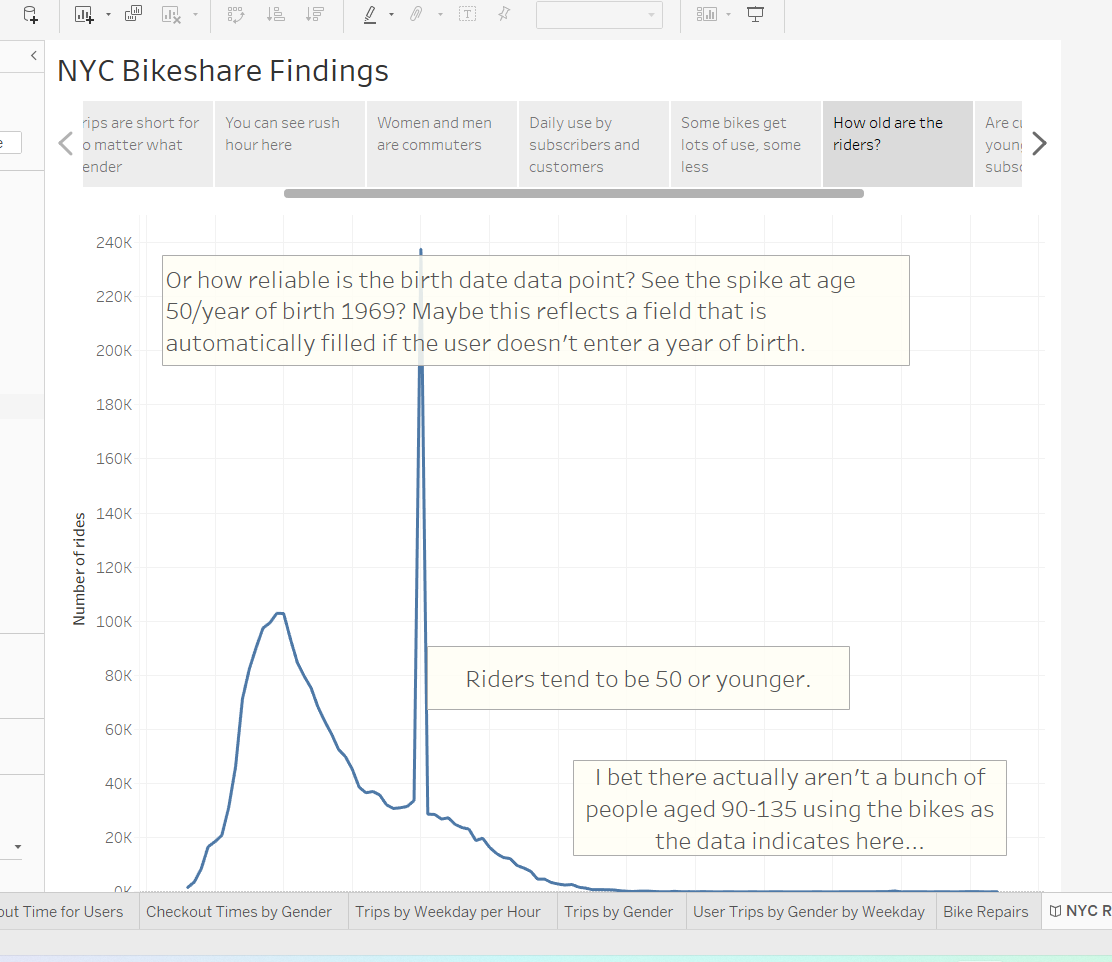 NYC Bikeshare Findings
rips are short for
o matter what
ender
You can see rush
hour here
Women and men
are commuters
Daily use by
subscribers and
customers
Some bikes get
lots of use, some
less
How old are the
riders?
Are cu
young
subsc
240K
220K
200K
180K
160K
140K
120K
100K
80K
60K
40K
20K
0K
Number of rides
Or how reliable is the birth date data point? See the spike at age
50/year of birth 1969? Maybe this reflects a field that is
automatically filled if the user doesn't enter a year of birth.
Riders tend to be 50 or younger.
I bet there actually aren't a bunch of
people aged 90-135 using the bikes as
the data indicates here...
out Time for Users
Checkout Times by Gender
Trips by Weekday per Hour
Trips by Gender
User Trips by Gender by Weekday
Bike Repairs
NYC R